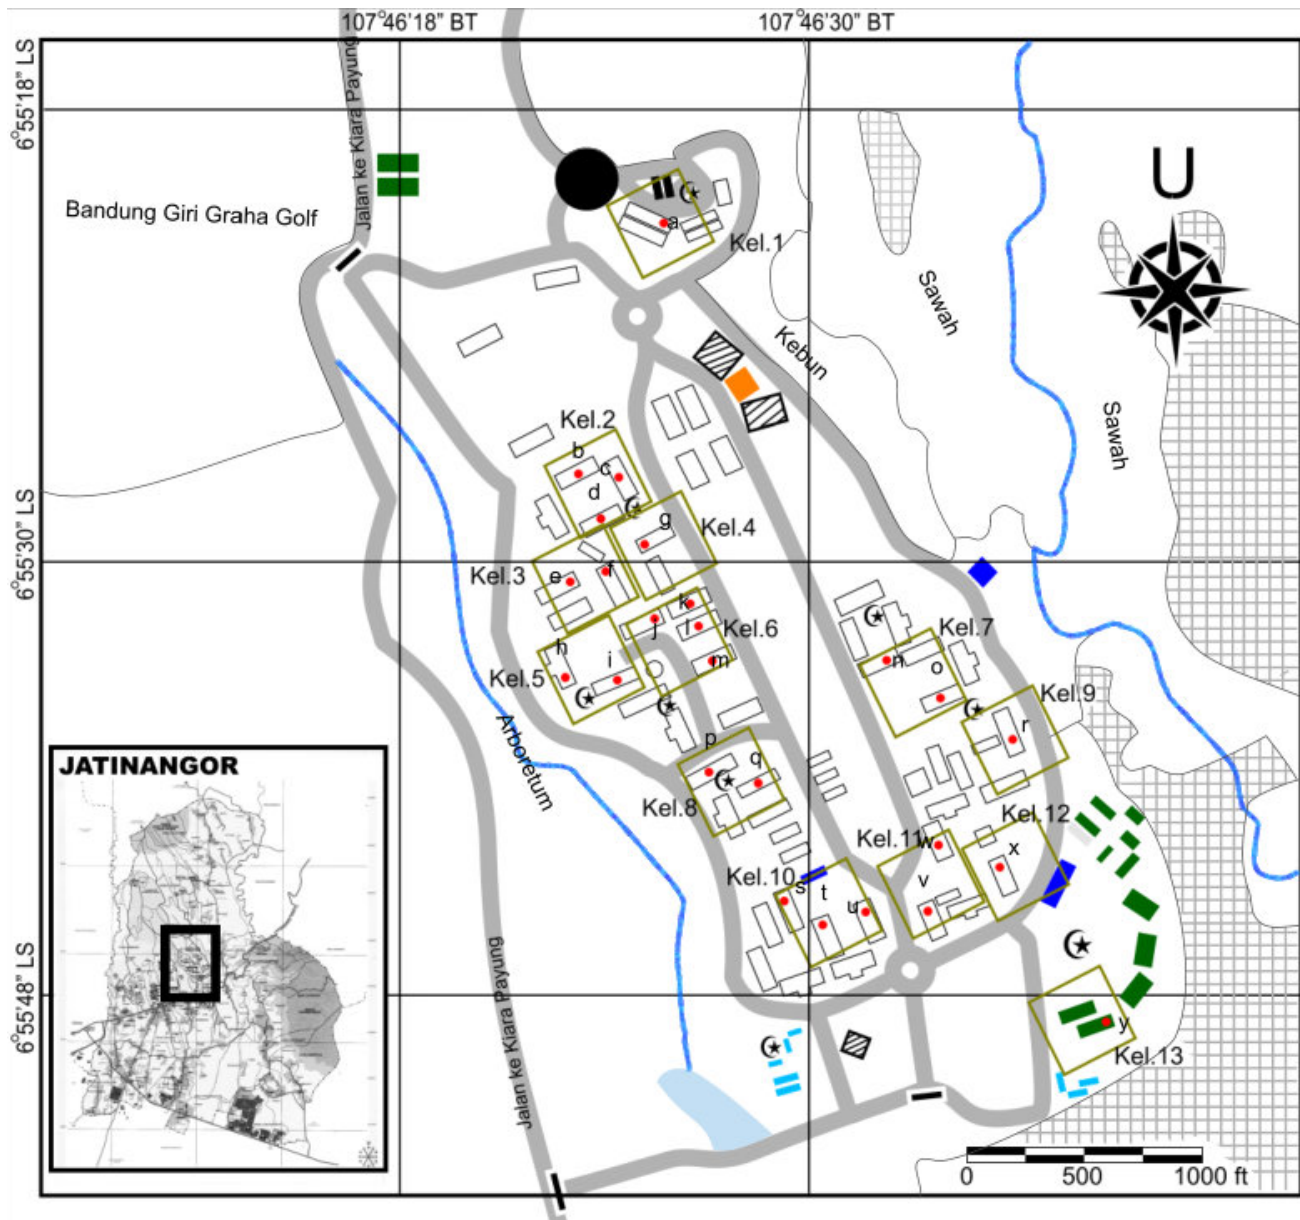 107°46'18" BT
107°46'30" BT
6°55'18" LS
Jalan ke Kiara Payung
Bandung Giri Graha Golf
U
a
Kel.1
Sawah
Kebun
Sawah
Kel.2
b
c
d
g
Kel.4
6°55'30" LS
Kel.3
e
f
k
j
l
Kel.6
m
h
i
Kel.5
Kel.7
n
o
Kel.9
r
Arboretum
p
q
Kel.8
JATINANGOR
Kel.12
Kel.11
w
x
Kel.10
s
t
u
v
Jalan ke Kiara Payung
6°55'48" LS
y
Kel.13
0 500 1000 ft